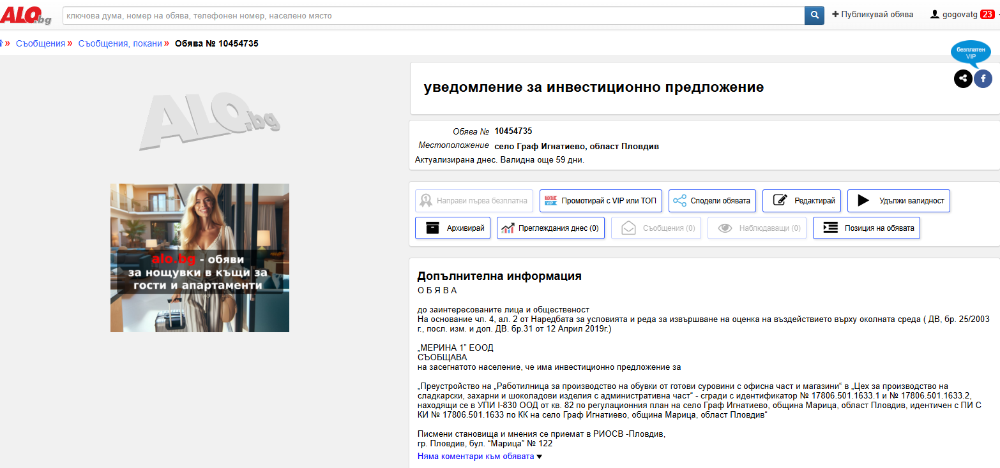 ALO.bg
ключова дума, номер на обява, телефонен номер, населено място
Публикувай обява
gogovatg 23
» Съобщения » Съобщения, покани » Обява № 10454735
безплатен
VIP
ALO.bg
уведомление за инвестиционно предложение
Обява № 10454735
Местоположение село Граф Игнатиево, област Пловдив
Актуализирана днес. Валидна още 59 дни.
1 Направи първа безплатна
ТОП VIP Промотирай с VIP или ТОП
Сподели обявата
Редактирай
Удължи валидност
Архивирай
Преглеждания днес (0)
Съобщения (0)
Наблюдаващи (0)
Позиция на обявата
alo.bg - обяви
за нощувки в къщи за
гости и апартаменти
Допълнителна информация
О Б Я В А
до заинтересованите лица и общественост
На основание чл. 4, ал. 2 от Наредбата за условията и реда за извършване на оценка на въздействието върху околната среда ( ДВ, бр. 25/2003
г., посл. изм. и доп. ДВ. бр.31 от 12 Април 2019г.)
„МЕРИНА 1” ЕООД
СЪОБЩАВА
на засегнатото население, че има инвестиционно предложение за
„Преустройство на „Работилница за производство на обувки от готови суровини с офисна част и магазини“ в „Цех за производство на
сладкарски, захарни и шоколадови изделия с административна част“ - сгради с идентификатор № 17806.501.1633.1 и № 17806.501.1633.2,
находящи се в УПИ I-830 ООД от кв. 82 по регулационния план на село Граф Игнатиево, община Марица, област Пловдив, идентичен с ПИ С
КИ № 17806.501.1633 по КК на село Граф Игнатиево, община Марица, област Пловдив“
Писмени становища и мнения се приемат в РИОСВ -Пловдив,
гр. Пловдив, бул. “Марица” № 122
Няма коментари към обявата